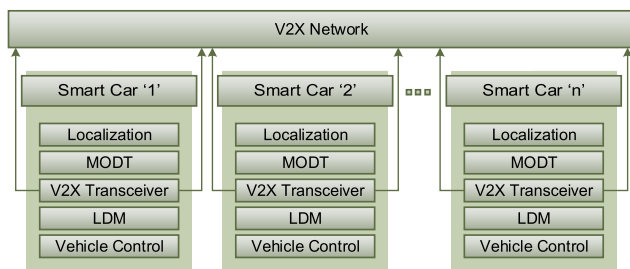 V2X Network
Smart Car ‘1’
Localization
MODT
V2X Transceiver
LDM
Vehicle Control
Smart Car ‘2’
Localization
MODT
V2X Transceiver
LDM
Vehicle Control
Smart Car ‘n’
Localization
MODT
V2X Transceiver
LDM
Vehicle Control